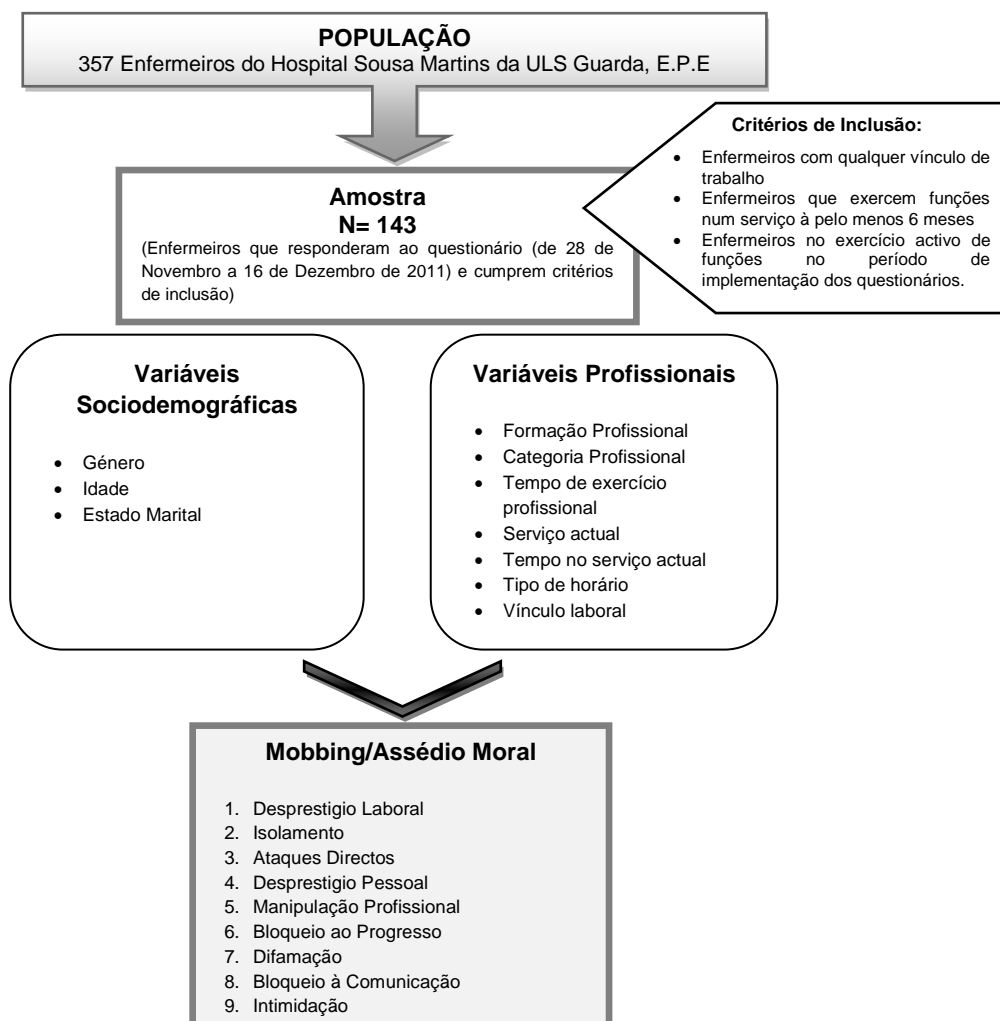 POPULAÇÃO
357 Enfermeiros do Hospital Sousa Martins da ULS Guarda, E.P.E
Critérios de Inclusão:
• Enfermeiros com qualquer vínculo de
trabalho
• Enfermeiros que exercem funções
num serviço à pelo menos 6 meses
• Enfermeiros no exercício activo de
funções no período de
implementação dos questionários.
Amostra
N= 143
(Enfermeiros que responderam ao questionário (de 28 de
Novembro a 16 de Dezembro de 2011) e cumprem critérios
de inclusão)
Variáveis
Sociodemográficas
• Género
• Idade
• Estado Marital
Variáveis Profissionais
• Formação Profissional
• Categoria Profissional
• Tempo de exercício
profissional
• Serviço actual
• Tempo no serviço actual
• Tipo de horário
• Vínculo laboral
Mobbing/Assédio Moral
1. Desprestigio Laboral
2. Isolamento
3. Ataques Directos
4. Desprestigio Pessoal
5. Manipulação Profissional
6. Bloqueio ao Progresso
7. Difamação
8. Bloqueio à Comunicação
9. Intimidação